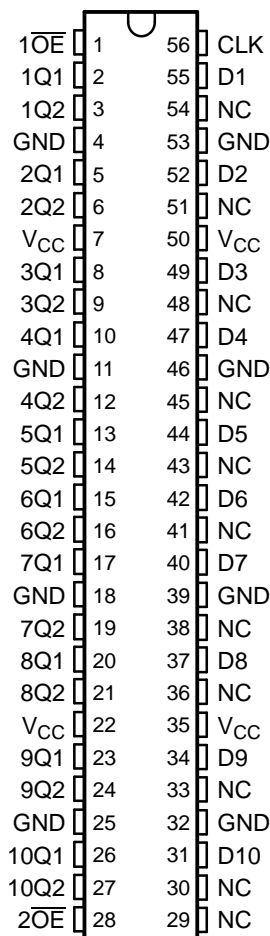 1O̅E̅ 1 56 CLK
1Q1 2 55 D1
1Q2 3 54 NC
GND 4 53 GND
2Q1 5 52 D2
2Q2 6 51 NC
VCC 7 50 VCC
3Q1 8 49 D3
3Q2 9 48 NC
4Q1 10 47 D4
GND 11 46 GND
4Q2 12 45 NC
5Q1 13 44 D5
5Q2 14 43 NC
6Q1 15 42 D6
6Q2 16 41 NC
7Q1 17 40 D7
GND 18 39 GND
7Q2 19 38 NC
8Q1 20 37 D8
8Q2 21 36 NC
VCC 22 35 VCC
9Q1 23 34 D9
9Q2 24 33 NC
GND 25 32 GND
10Q1 26 31 D10
10Q2 27 30 NC
2O̅E̅ 28 29 NC